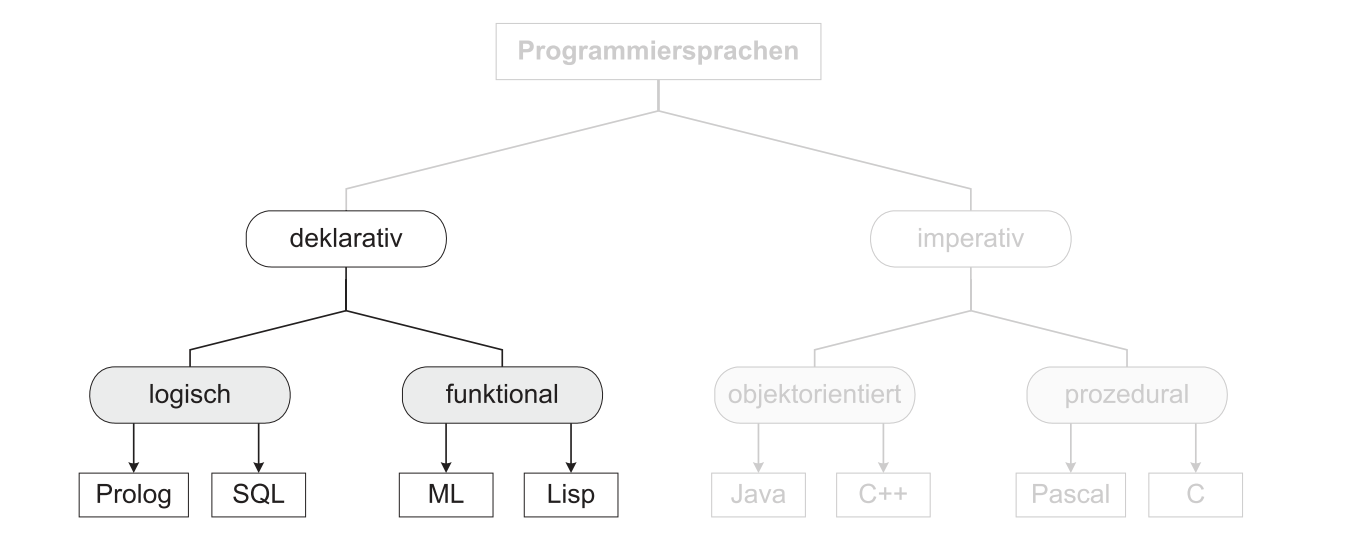 Programmiersprachen
deklarativ
imperativ
logisch
funktional
objektorientiert
prozedural
Prolog
SQL
ML
Lisp
Java
C++
Pascal
C